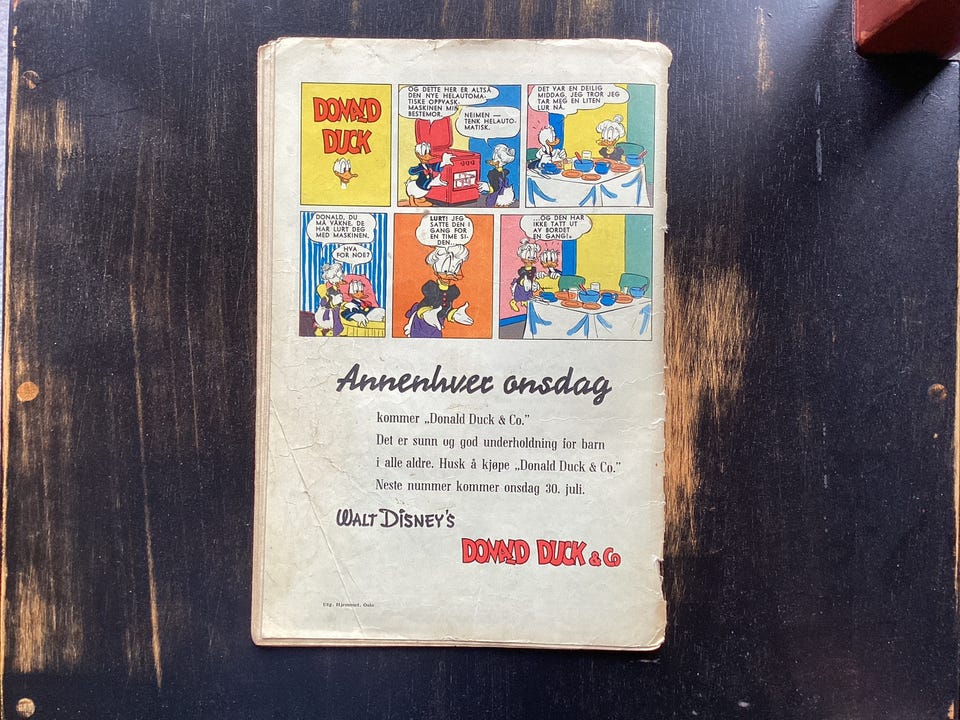 DONALD
DUCK
OG DETTE HER ER ALTSÅ
DEN NYE HELAUTOMA-
TISKE OPPVASK-
MASKINEN MIN,
BESTEMOR.
NEIMEN —
TENK HELAUTO-
MATISK.
DET VAR EN DEILIG
MIDDAG. JEG TROR JEG
TAR MEG EN LITEN
LUR NÅ.
DONALD, DU
MÅ VÅKNE. DE
HAR LURT DEG
MED MASKINEN.
HVA
FOR NOE?
LURT! JEG
SATTE DEN I
GANG FOR
EN TIME SI-
DEN...
...OG DEN HAR
IKKE TATT UT
AV BORDET
EN GANG!
Annenhver onsdag
kommer „Donald Duck & Co."
Det er sunn og god underholdning for barn
i alle aldre. Husk å kjøpe „Donald Duck & Co."
Neste nummer kommer onsdag 30. juli.
WALT DISNEY'S
DONALD DUCK & Co
Utg. Hjemmet, Oslo